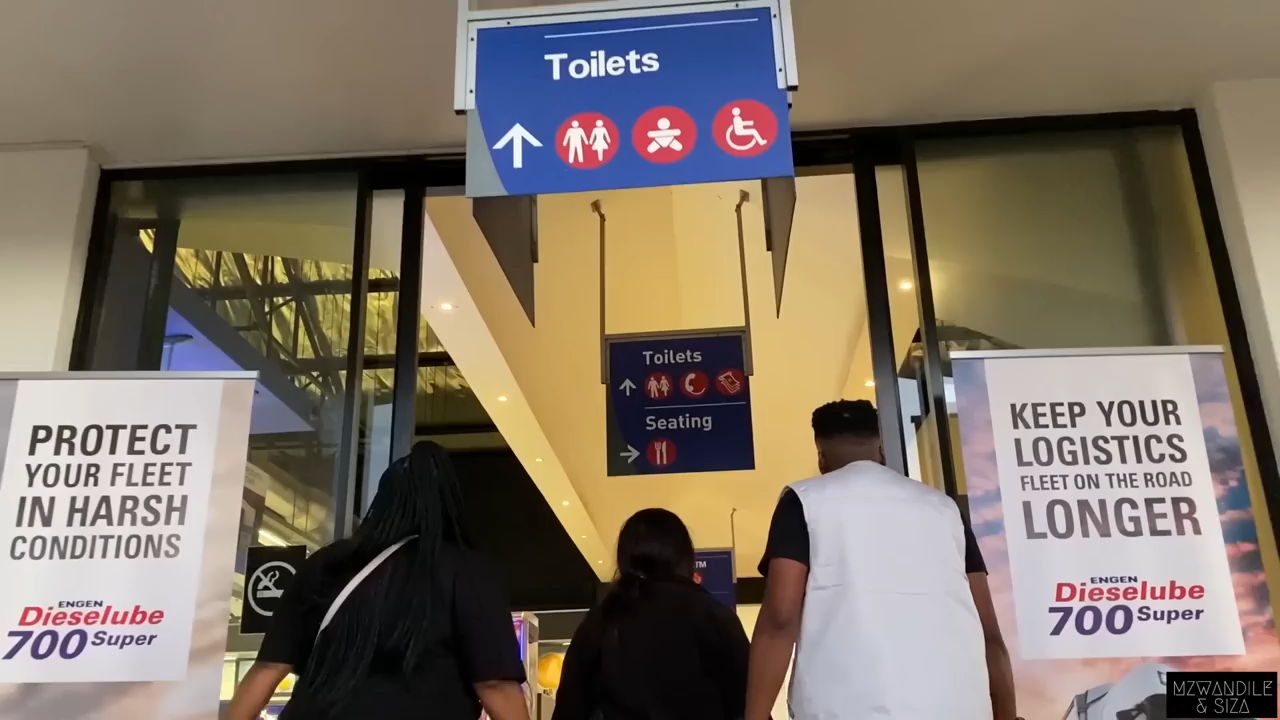 Toilets
Toilets
Seating
TM
PROTECT
YOUR FLEET
IN HARSH
CONDITIONS
ENGEN
Dieselube
700 Super
KEEP YOUR
LOGISTICS
FLEET ON THE ROAD
LONGER
ENGEN
Dieselube
700 Super
MZWANDILE
& SIZA